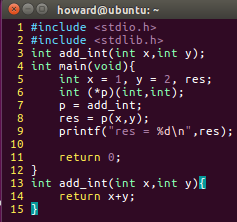 howard@ubuntu: ~
1 #include <stdio.h>
2 #include <stdlib.h>
3 int add_int(int x,int y);
4 int main(void){
5     int x = 1, y = 2, res;
6     int (*p)(int,int);
7     p = add_int;
8     res = p(x,y);
9     printf("res = %d\n",res);
10
11     return 0;
12 }
13 int add_int(int x,int y){
14     return x+y;
15 }